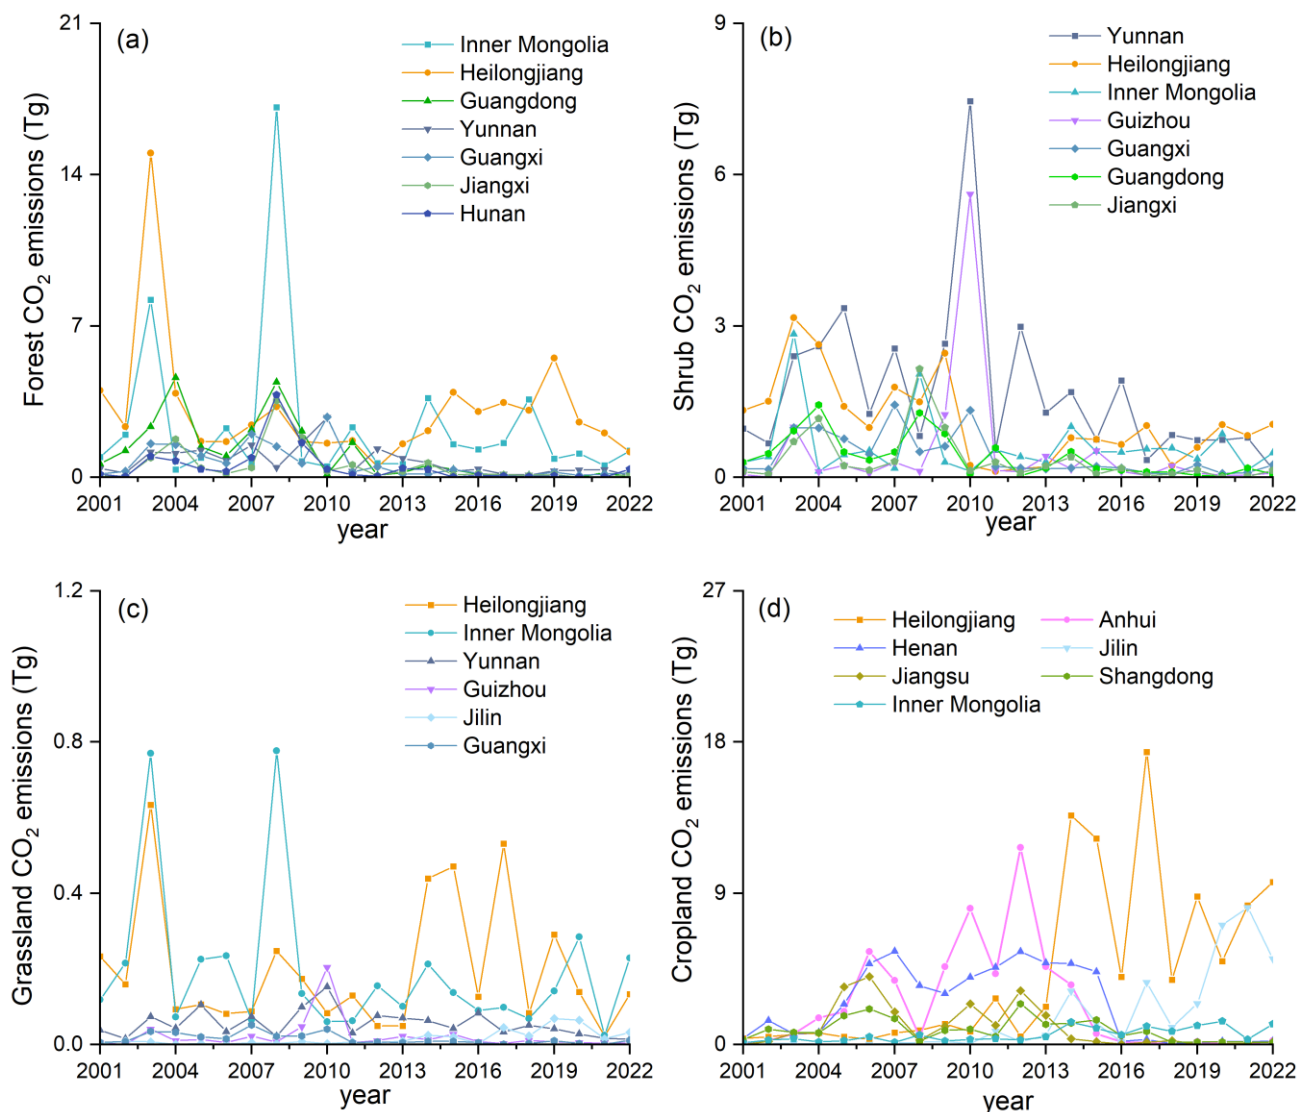 (a)
Forest CO2 emissions (Tg)
21
14
7
0
Inner Mongolia
Heilongjiang
Guangdong
Yunnan
Guangxi
Jiangxi
Hunan
2001 2004 2007 2010 2013 2016 2019 2022
year
(b)
Shrub CO2 emissions (Tg)
9
6
3
0
Yunnan
Heilongjiang
Inner Mongolia
Guizhou
Guangxi
Guangdong
Jiangxi
2001 2004 2007 2010 2013 2016 2019 2022
year
(c)
Grassland CO2 emissions (Tg)
1.2
0.8
0.4
0.0
Heilongjiang
Inner Mongolia
Yunnan
Guizhou
Jilin
Guangxi
2001 2004 2007 2010 2013 2016 2019 2022
year
(d)
Cropland CO2 emissions (Tg)
27
18
9
0
Heilongjiang Anhui
Henan Jilin
Jiangsu Shangdong
Inner Mongolia
2001 2004 2007 2010 2013 2016 2019 2022
year